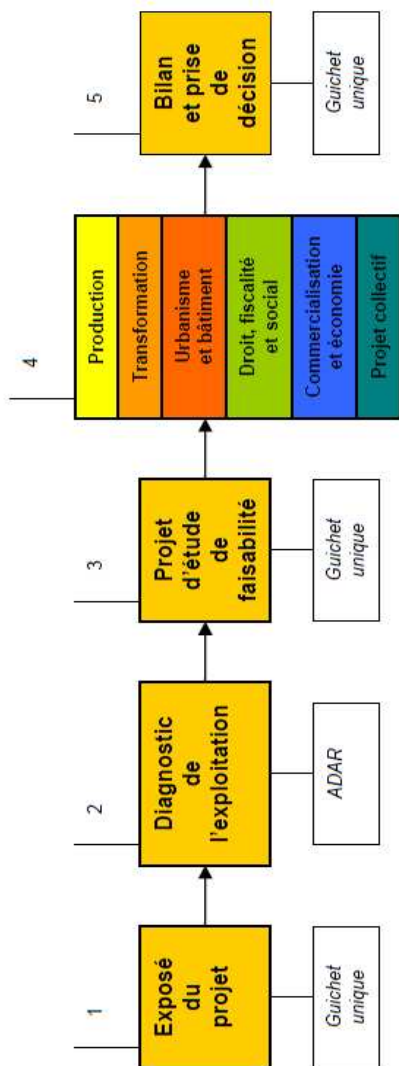 1
Exposé
du
projet
Guichet
unique
2
Diagnostic
de
l'exploitation
ADAR
3
Projet
d'étude
de
faisabilité
Guichet
unique
4
Production
Transformation
Urbanisme
et bâtiment
Droit, fiscalité
et social
Commercialisation
et économie
Projet collectif
5
Bilan
et prise
de
décision
Guichet
unique